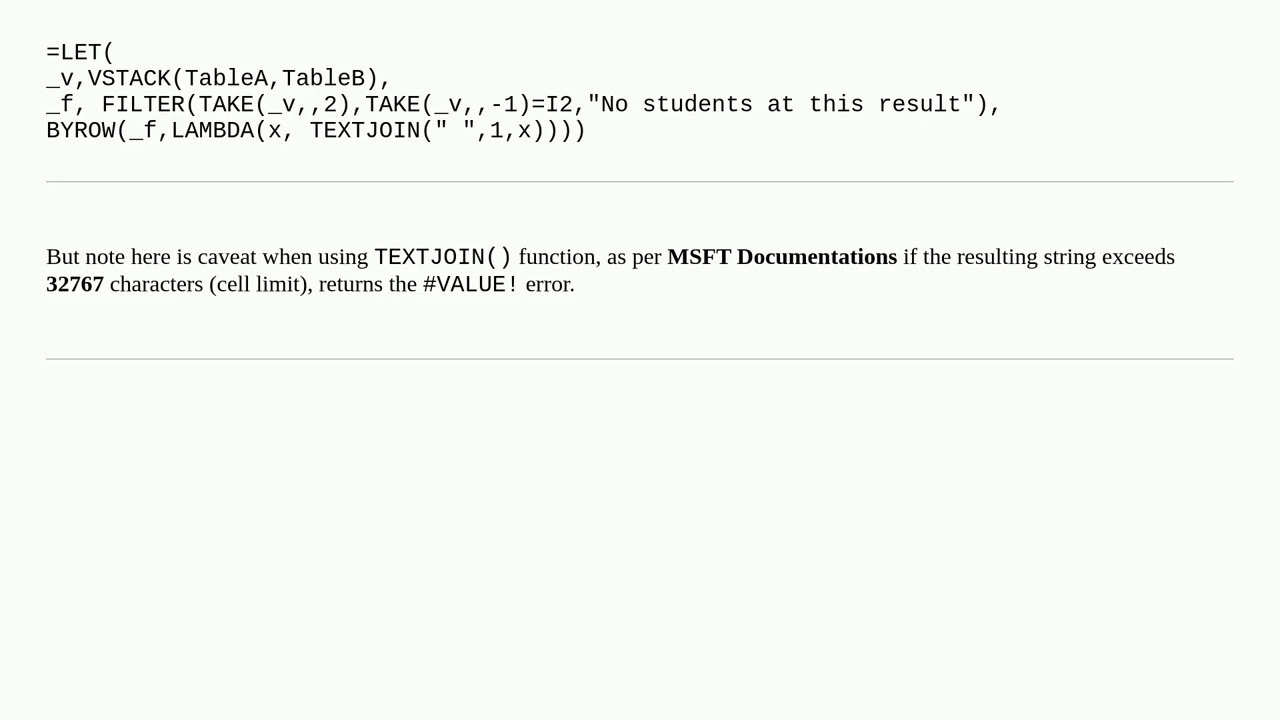 =LET(
_v,VSTACK(TableA,TableB),
_f, FILTER(TAKE(_v,,2),TAKE(_v,,-1)=I2,"No students at this result"),
BYROW(_f,LAMBDA(x, TEXTJOIN(" ",1,x))))
But note here is caveat when using TEXTJOIN() function, as per MSFT Documentations if the resulting string exceeds
32767 characters (cell limit), returns the #VALUE! error.